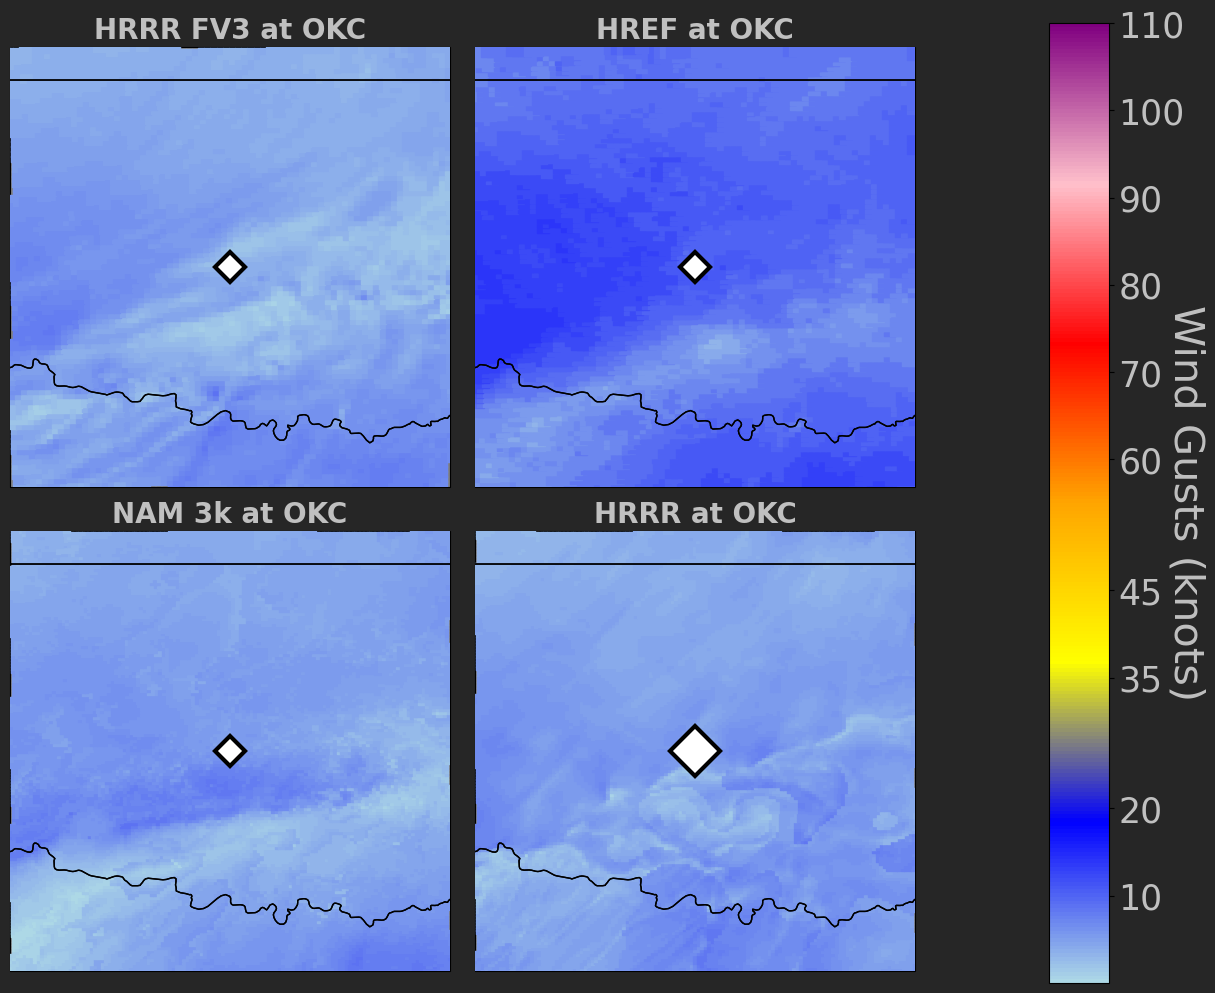 HRRR FV3 at OKC
HREF at OKC
NAM 3k at OKC
HRRR at OKC
110
100
90
80
70
60
45
35
20
10
Wind Gusts (knots)